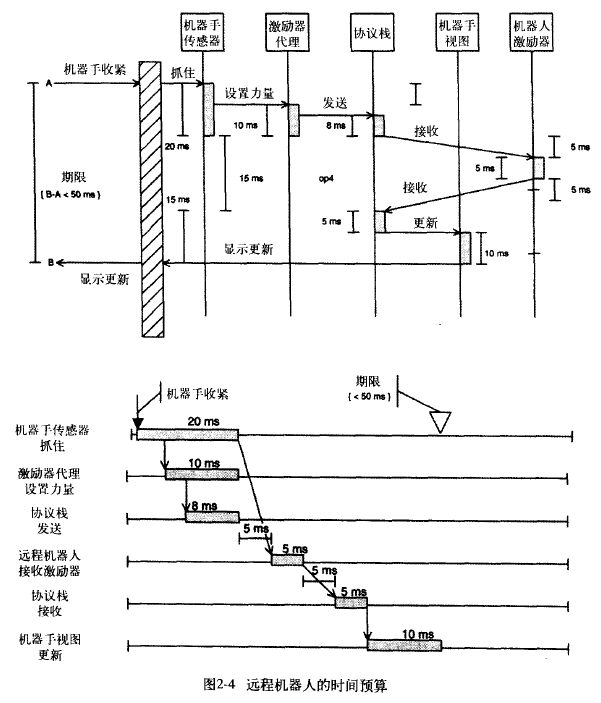 机器手
传感器
激励器
代理
协议栈
机器手
视图
机器人
激励器
机器手收紧
抓住
A
设置力量
发送
10 ms
8 ms
接收
20 ms
5 ms
5 ms
期限
{ B-A < 50 ms }
15 ms
op4
接收
5 ms
15 ms
5 ms
更新
显示更新
10 ms
B
显示更新
机器手收紧
期限
{ < 50 ms }
机器手传感器
抓住
20 ms
激励器代理
设置力量
10 ms
协议栈
发送
8 ms
5 ms
远程机器人
接收激励器
5 ms
5 ms
协议栈
接收
5 ms
机器手视图
更新
10 ms
图2-4 远程机器人的时间预算